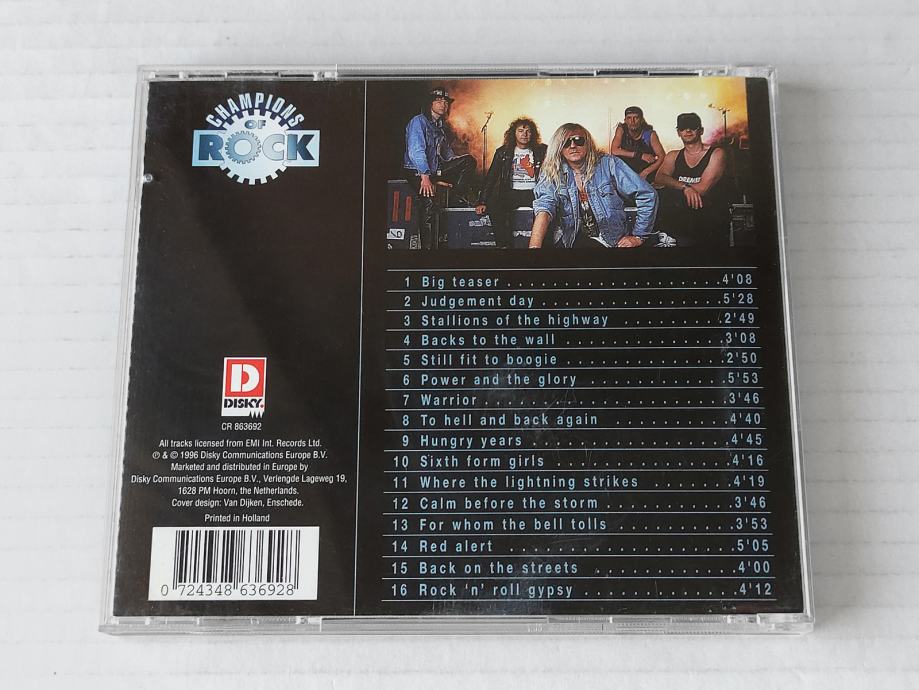 CHAMPIONS
OF
ROCK
1 Big teaser . . . . . . . . . . . . . . . . . . . .4'08
2 Judgement day . . . . . . . . . . . . . . . . .5'28
3 Stallions of the highway . . . . . . . . .2'49
4 Backs to the wall . . . . . . . . . . . . . . .3'08
5 Still fit to boogie . . . . . . . . . . . . . . .2'50
6 Power and the glory . . . . . . . . . . . .5'53
7 Warrior . . . . . . . . . . . . . . . . . . . . . .3'46
8 To hell and back again . . . . . . . . . .4'40
9 Hungry years . . . . . . . . . . . . . . . . .4'45
10 Sixth form girls . . . . . . . . . . . . . . .4'16
11 Where the lightning strikes . . . . . . . .4'19
12 Calm before the storm . . . . . . . . . . .3'46
13 For whom the bell tolls . . . . . . . . . .3'53
14 Red alert . . . . . . . . . . . . . . . . . . .5'05
15 Back on the streets . . . . . . . . . . . .4'00
16 Rock 'n' roll gypsy . . . . . . . . . . . . .4'12
D
DISKY
CR 863692
All tracks licensed from EMI Int. Records Ltd.
℗ & © 1996 Disky Communications Europe B.V.
Marketed and distributed in Europe by
Disky Communications Europe B.V., Verlengde Lageweg 19,
1628 PM Hoorn, the Netherlands.
Cover design: Van Dijken, Enschede.
Printed in Holland
0 724348 636928